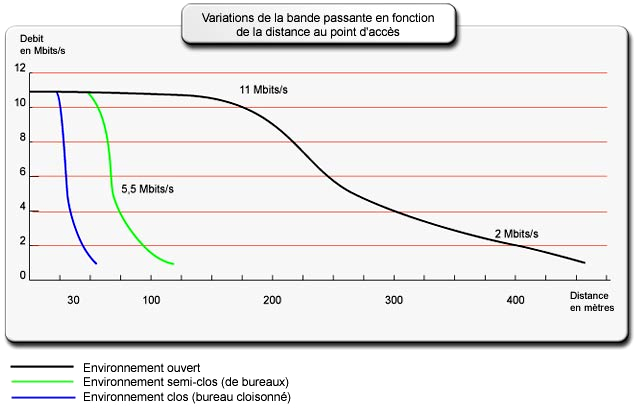 Variations de la bande passante en fonction
de la distance au point d'accès
Debit
en Mbits/s
12
10
8
6
4
2
0
11 Mbits/s
5,5 Mbits/s
2 Mbits/s
30
100
200
300
400
Distance
en mètres
Environnement ouvert
Environnement semi-clos (de bureaux)
Environnement clos (bureau cloisonné)